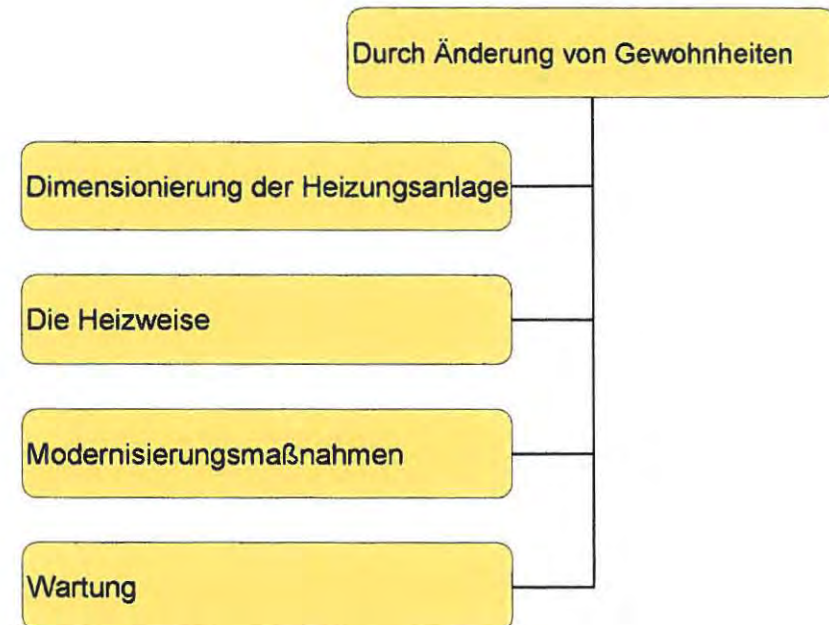 Durch Änderung von Gewohnheiten
Dimensionierung der Heizungsanlage
Die Heizweise
Modernisierungsmaßnahmen
Wartung